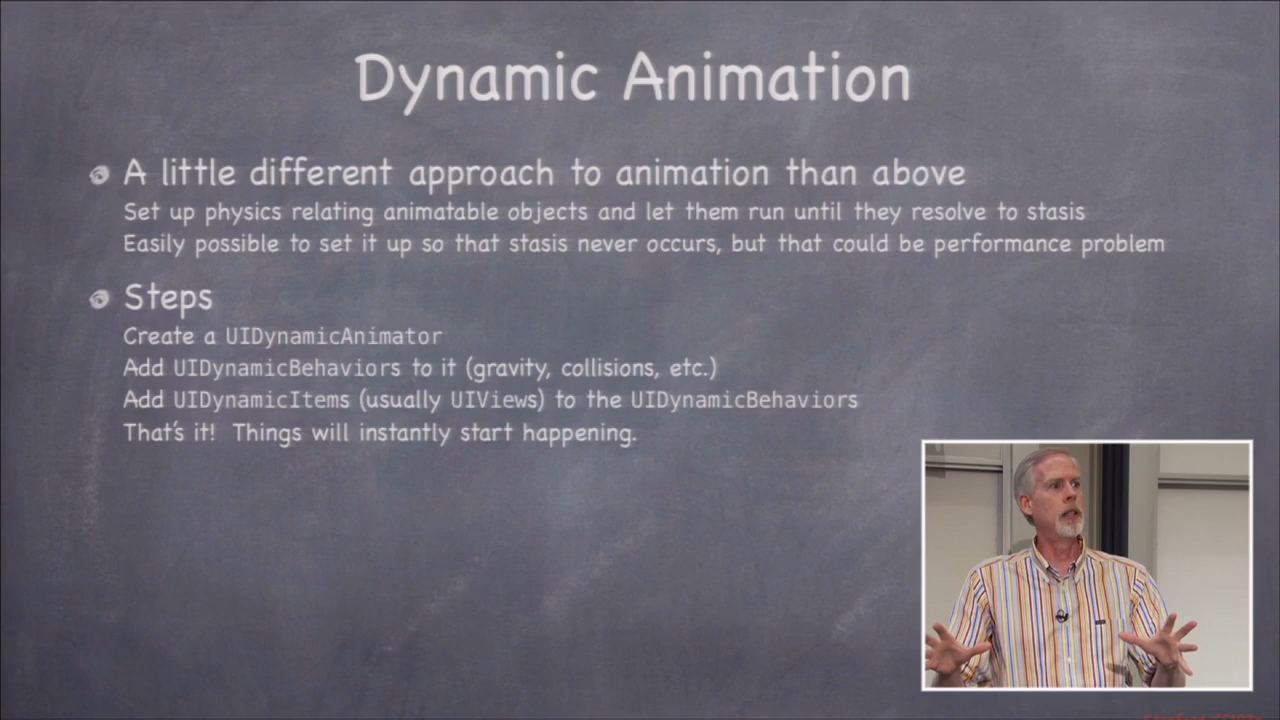 Dynamic Animation
A little different approach to animation than above
Set up physics relating animatable objects and let them run until they resolve to stasis
Easily possible to set it up so that stasis never occurs, but that could be performance problem
Steps
Create a UIDynamicAnimator
Add UIDynamicBehaviors to it (gravity, collisions, etc.)
Add UIDynamicItems (usually UIViews) to the UIDynamicBehaviors
That's it!  Things will instantly start happening.